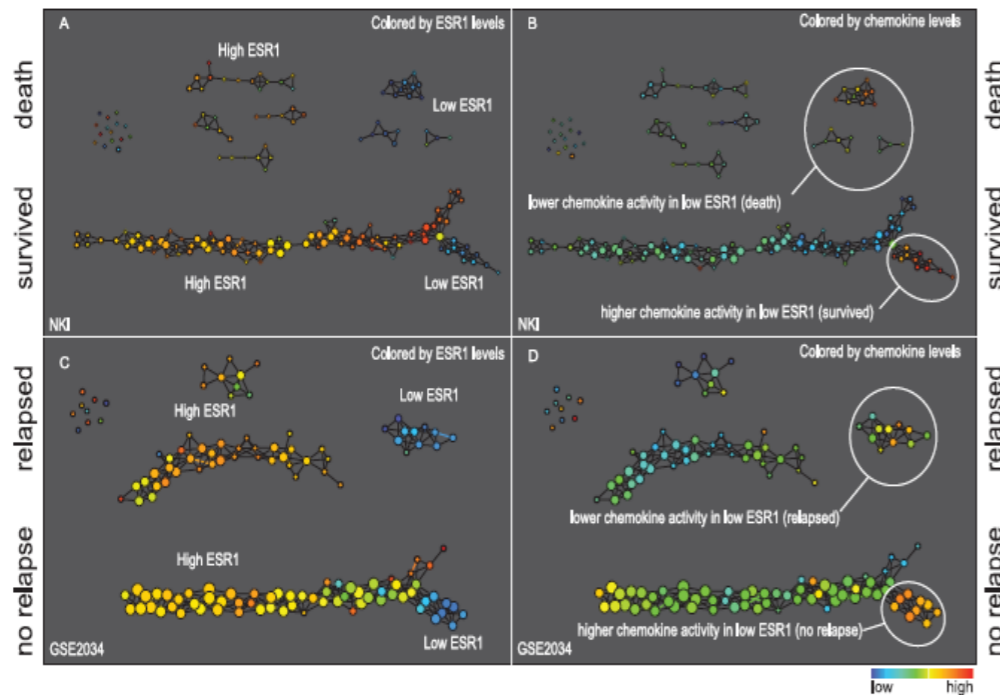 A
Colored by ESR1 levels
High ESR1
Low ESR1
High ESR1
Low ESR1
NKI
B
Colored by chemokine levels
lower chemokine activity in low ESR1 (death)
higher chemokine activity in low ESR1 (survived)
NKI
death
survived
death
survived
C
Colored by ESR1 levels
High ESR1
Low ESR1
High ESR1
Low ESR1
GSE2034
D
Colored by chemokine levels
lower chemokine activity in low ESR1 (relapsed)
higher chemokine activity in low ESR1 (no relapse)
GSE2034
relapsed
no relapse
relapsed
no relapse
low
high